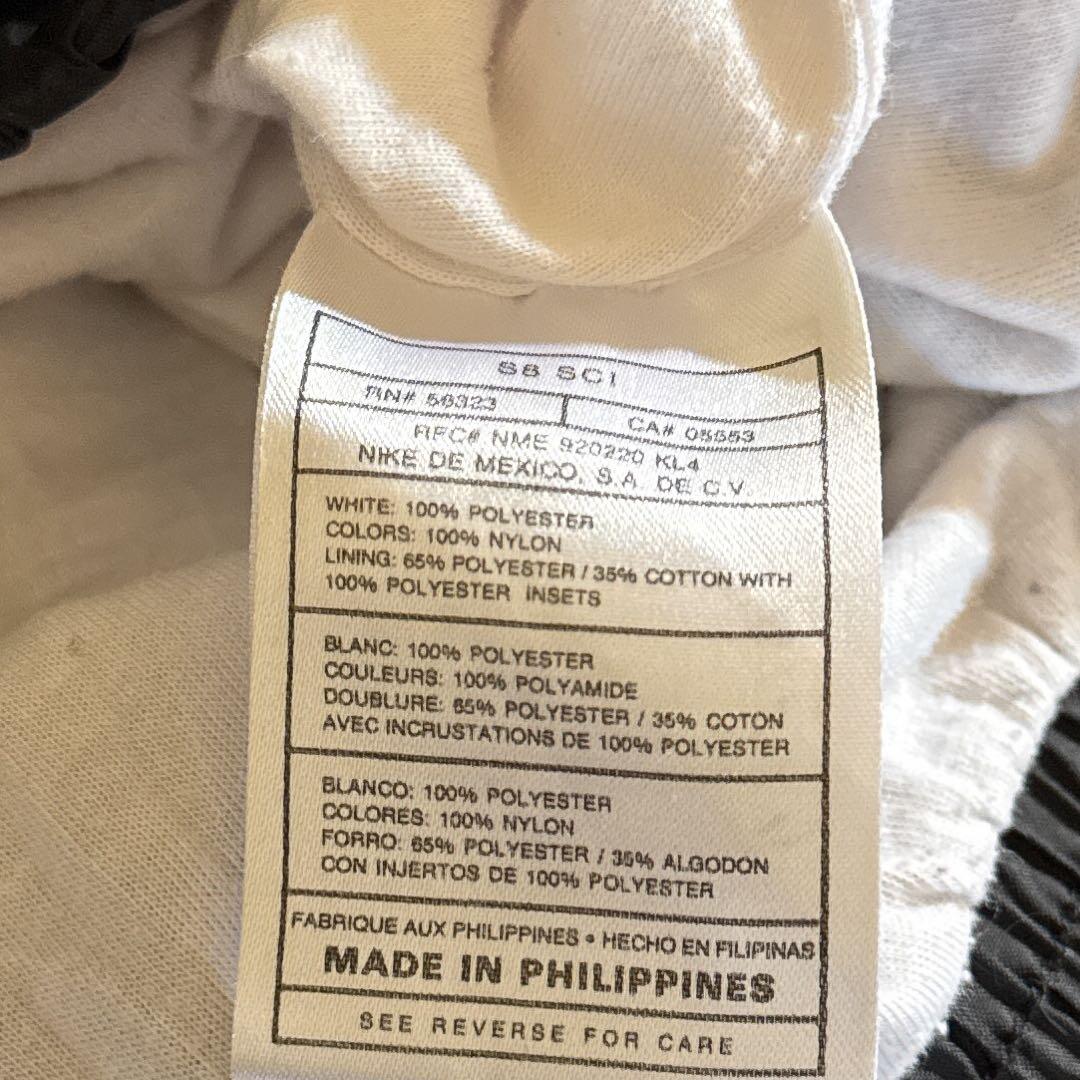 S8 SCI
RN# 56323 CA# 05553
RFC# NME 920220 KL4
NIKE DE MEXICO, S.A. DE C.V.
WHITE: 100% POLYESTER
COLORS: 100% NYLON
LINING: 65% POLYESTER / 35% COTTON WITH
100% POLYESTER INSETS
BLANC: 100% POLYESTER
COULEURS: 100% POLYAMIDE
DOUBLURE: 65% POLYESTER / 35% COTON
AVEC INCRUSTATIONS DE 100% POLYESTER
BLANCO: 100% POLYESTER
COLORES: 100% NYLON
FORRO: 65% POLYESTER / 35% ALGODON
CON INJERTOS DE 100% POLYESTER
FABRIQUE AUX PHILIPPINES • HECHO EN FILIPINAS
MADE IN PHILIPPINES
SEE REVERSE FOR CARE